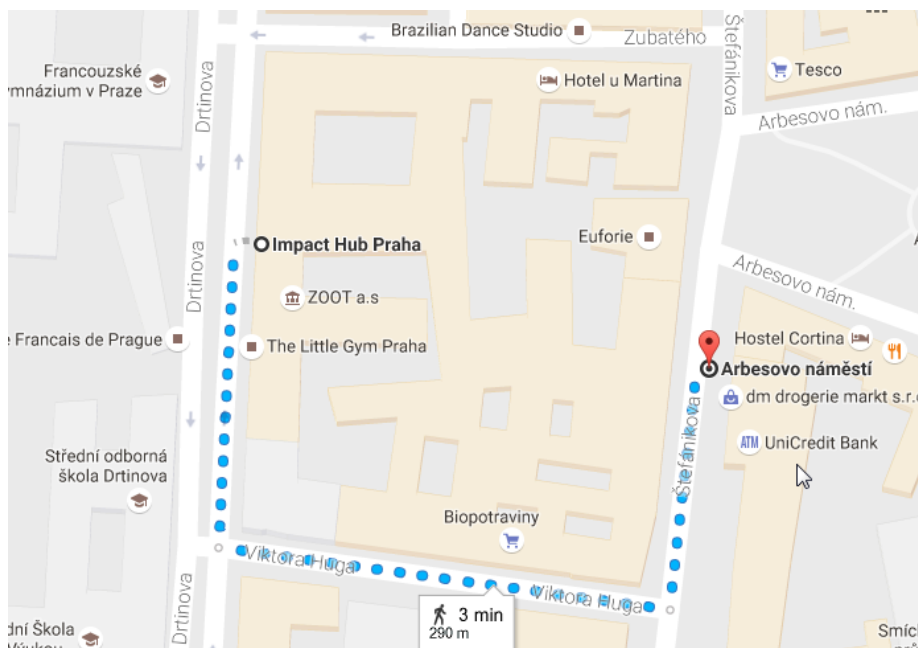 Brazilian Dance Studio
Zubatého
Štefánikova
Francouzské
ymnázium v Praze
Drtinova
Hotel u Martina
Tesco
Arbesovo nám.
Impact Hub Praha
Euforie
Drtinova
Arbesovo nám.
ZOOT a.s
e Francais de Prague
The Little Gym Praha
Hostel Cortina
Arbesovo náměstí
dm drogerie markt s.r.o
Štefánikova
ATM
UniCredit Bank
Střední odborná
škola Drtinova
Biopotraviny
Viktora Huga
Viktora Huga
Drtinova
3 min
290 m
dní Škola
Smíc